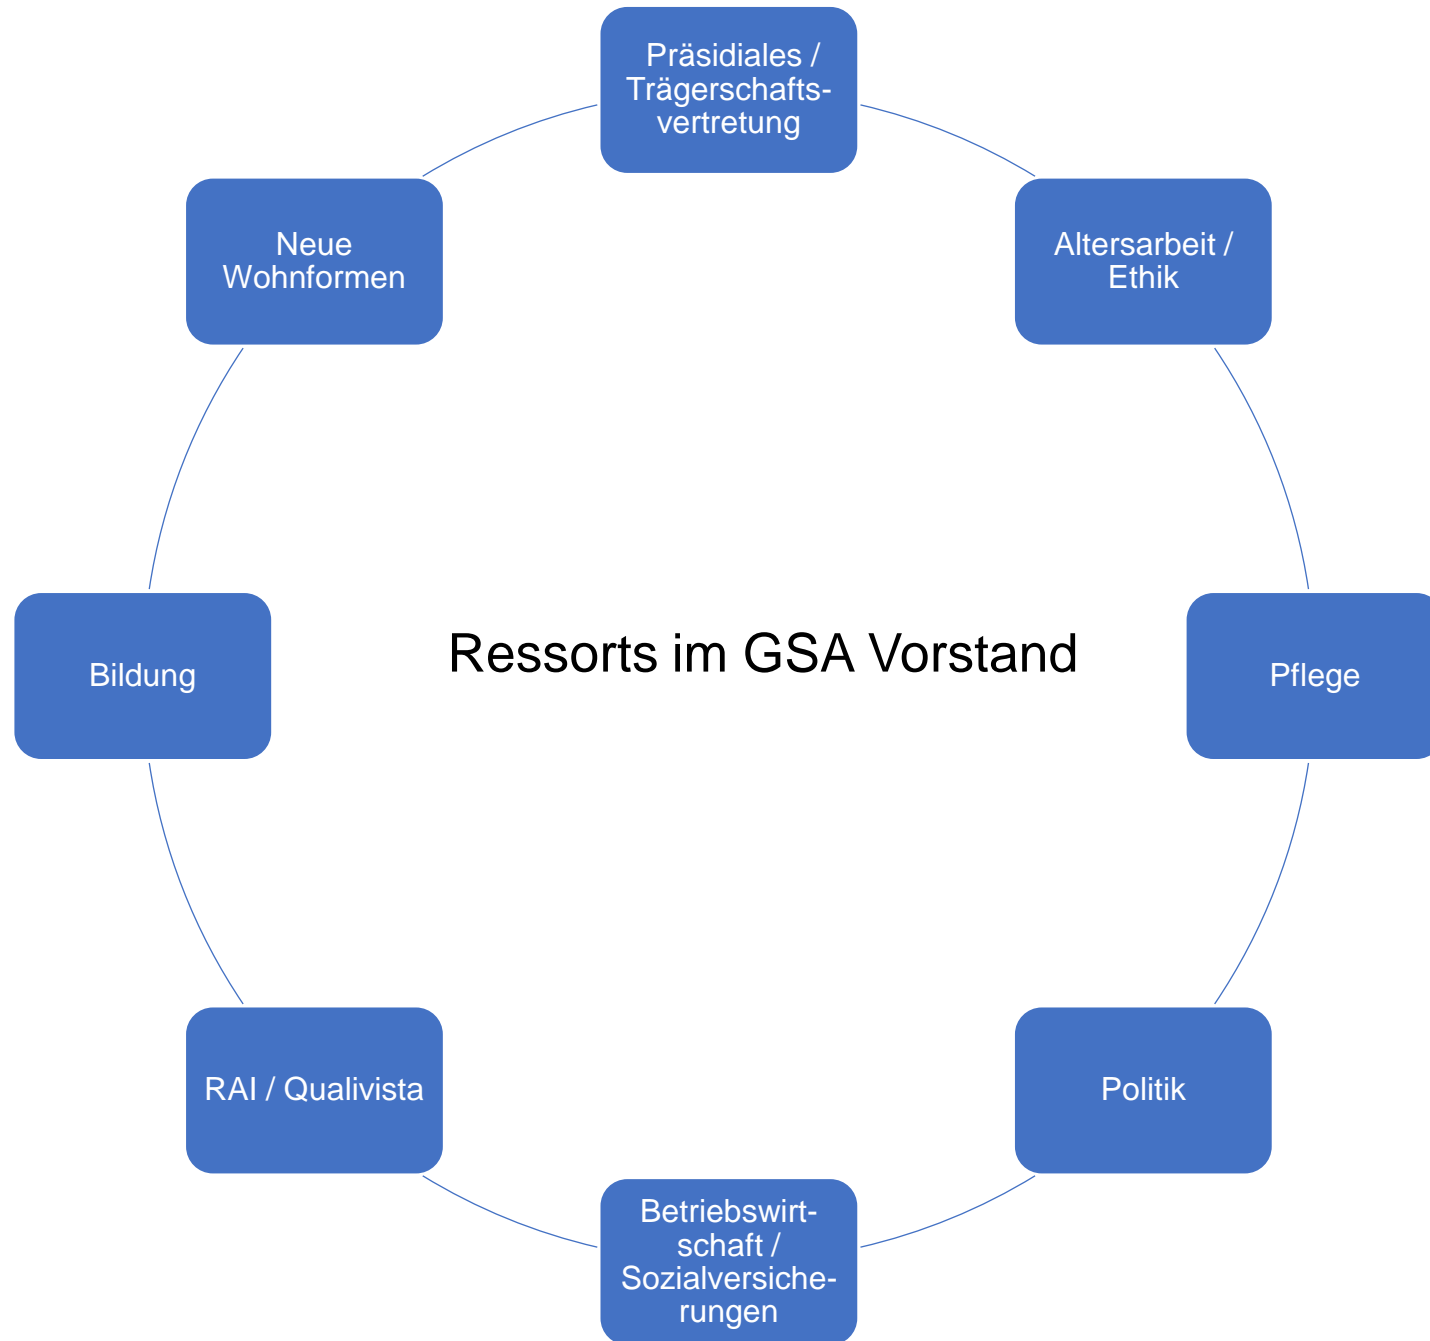 Präsidiales /
Trägerschafts-
vertretung
Neue
Wohnformen
Altersarbeit /
Ethik
Bildung
Ressorts im GSA Vorstand
Pflege
RAI / Qualivista
Politik
Betriebswirt-
schaft /
Sozialversiche-
rungen